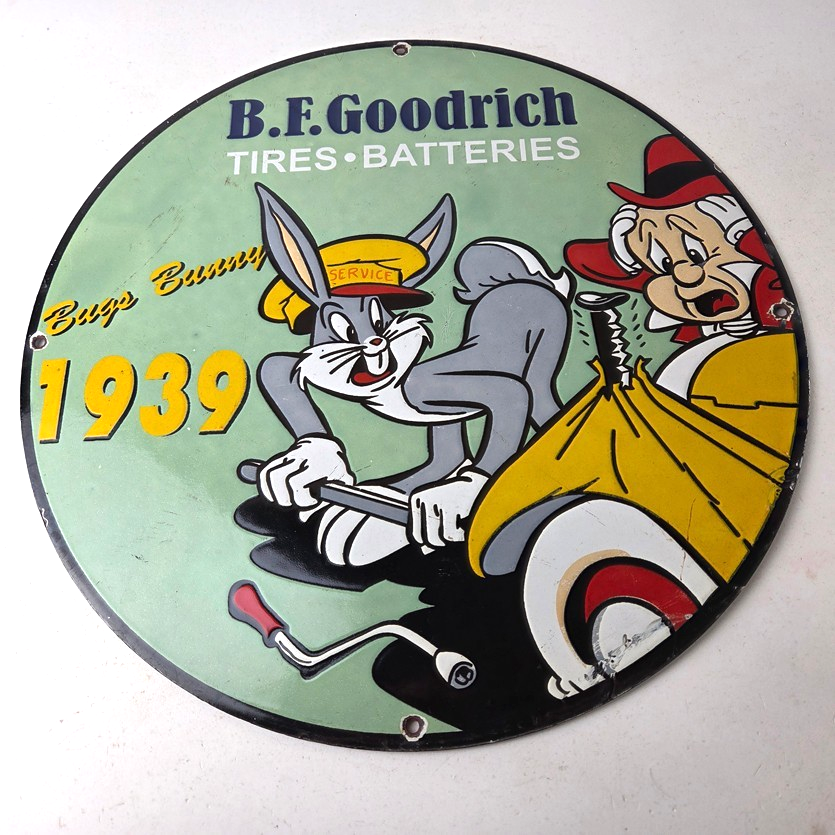 B.F.Goodrich
TIRES•BATTERIES
SERVICE
Bugs Bunny
1939